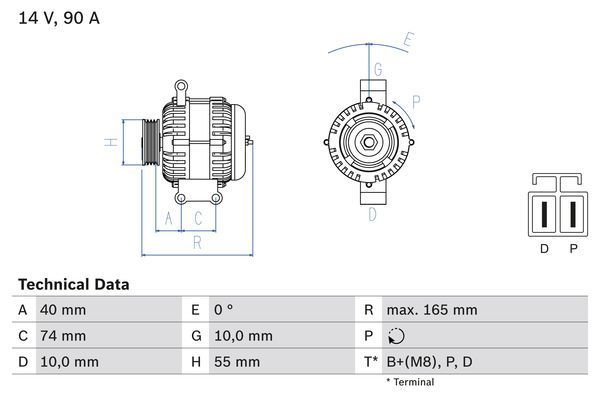 14 V, 90 A
E
G
P
H
A
C
D
R
D P
Technical Data
A 40 mm E 0 ° R max. 165 mm
C 74 mm G 10,0 mm P
D 10,0 mm H 55 mm T* B+(M8), P, D
* Terminal